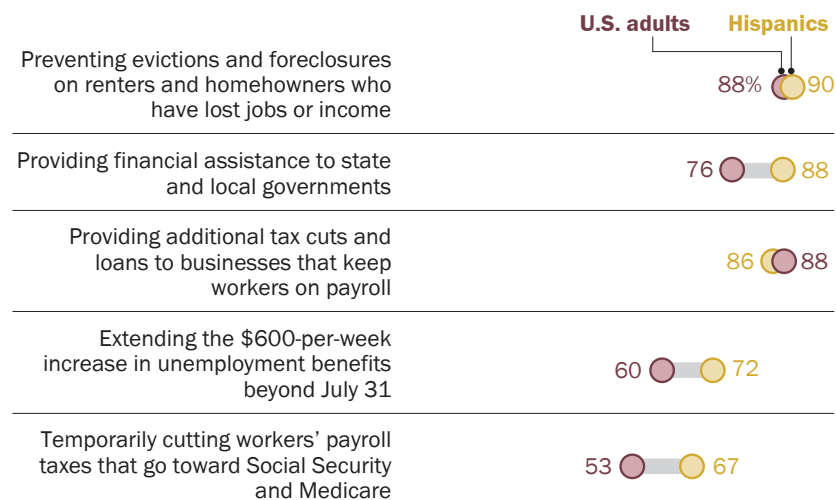 U.S. adults Hispanics
Preventing evictions and foreclosures
on renters and homehowners who
have lost jobs or income
88% 90
Providing financial assistance to state
and local governments
76 88
Providing additional tax cuts and
loans to businesses that keep
workers on payroll
86 88
Extending the $600-per-week
increase in unemployment benefits
beyond July 31
60 72
Temporarily cutting workers’ payroll
taxes that go toward Social Security
and Medicare
53 67